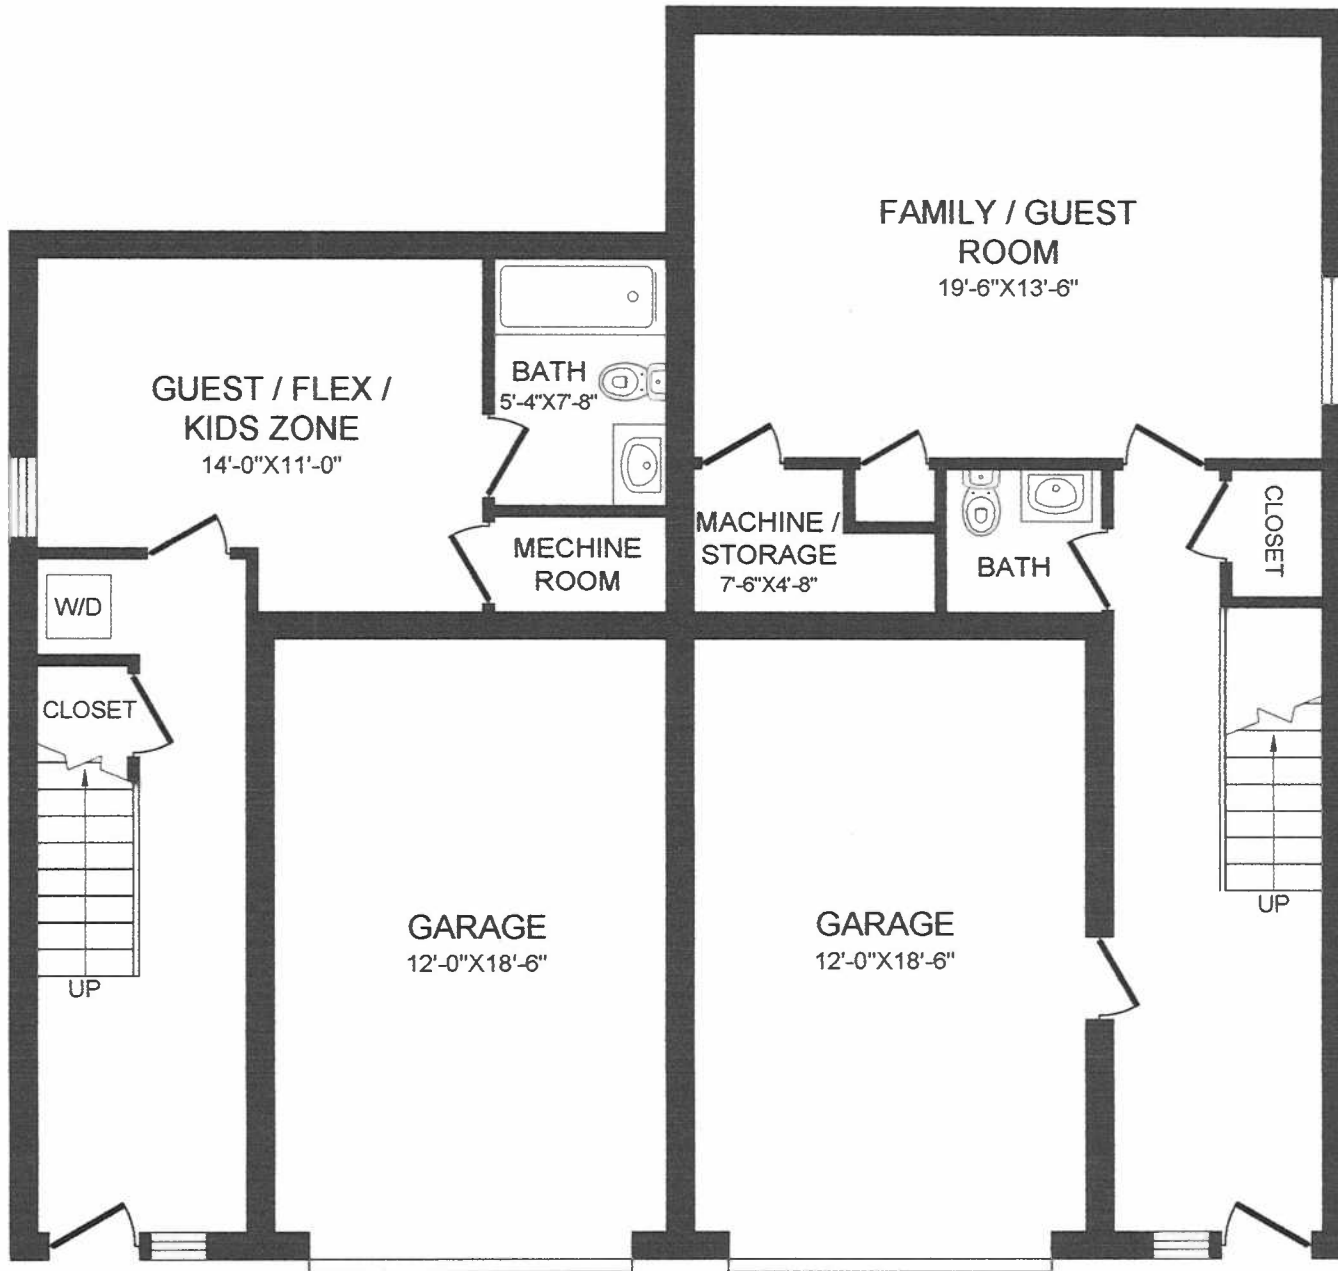 FAMILY / GUEST
ROOM
19'-6"X13'-6"
GUEST / FLEX /
KIDS ZONE
14'-0"X11'-0"
BATH
5'-4"X7'-8"
MECHINE
ROOM
MACHINE /
STORAGE
7'-6"X4'-8"
BATH
CLOSET
W/D
CLOSET
UP
GARAGE
12'-0"X18'-6"
GARAGE
12'-0"X18'-6"
UP